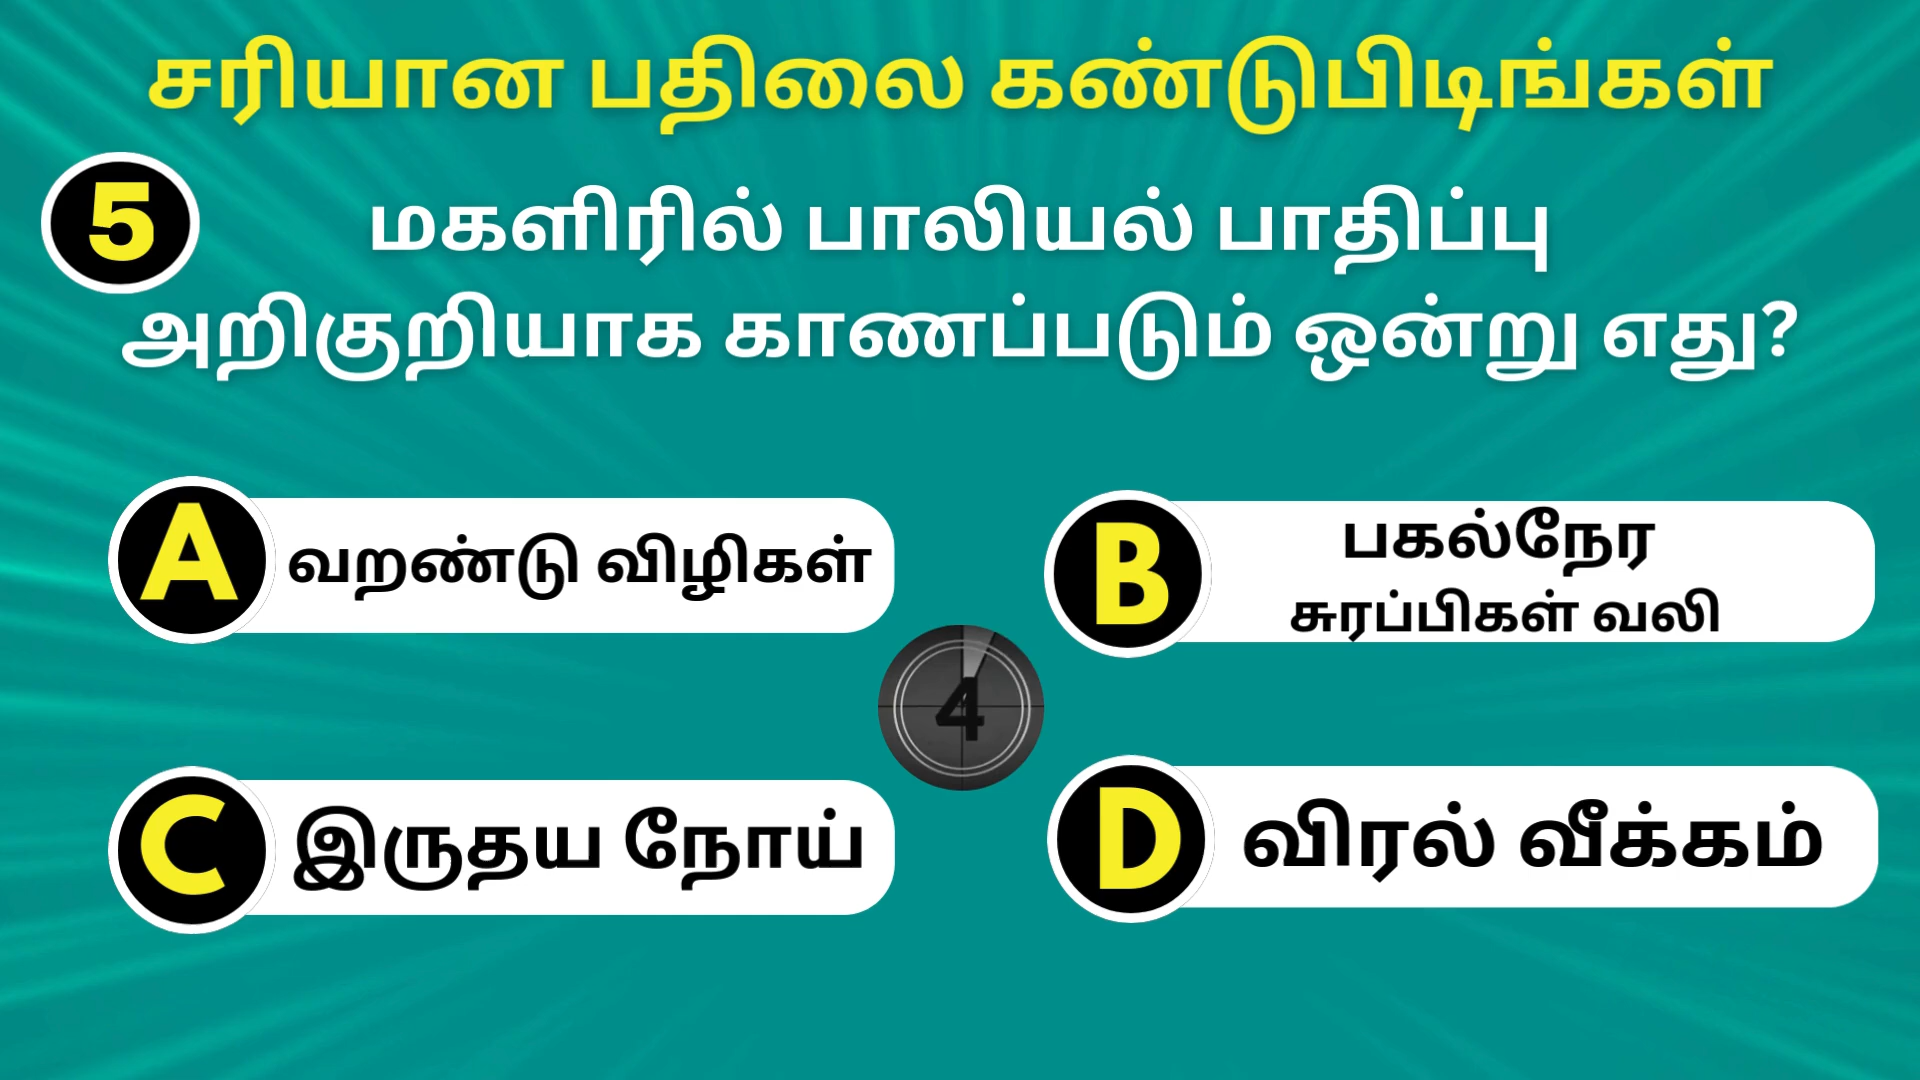 சரியான பதிலை கண்டுபிடிங்கள்
5
மகளிரில் பாலியல் பாதிப்பு
அறிகுறியாக காணப்படும் ஒன்று எது?
A வறண்டு விழிகள்
B பகல்நேர
சுரப்பிகள் வலி
4
C இருதய நோய்
D விரல் வீக்கம்